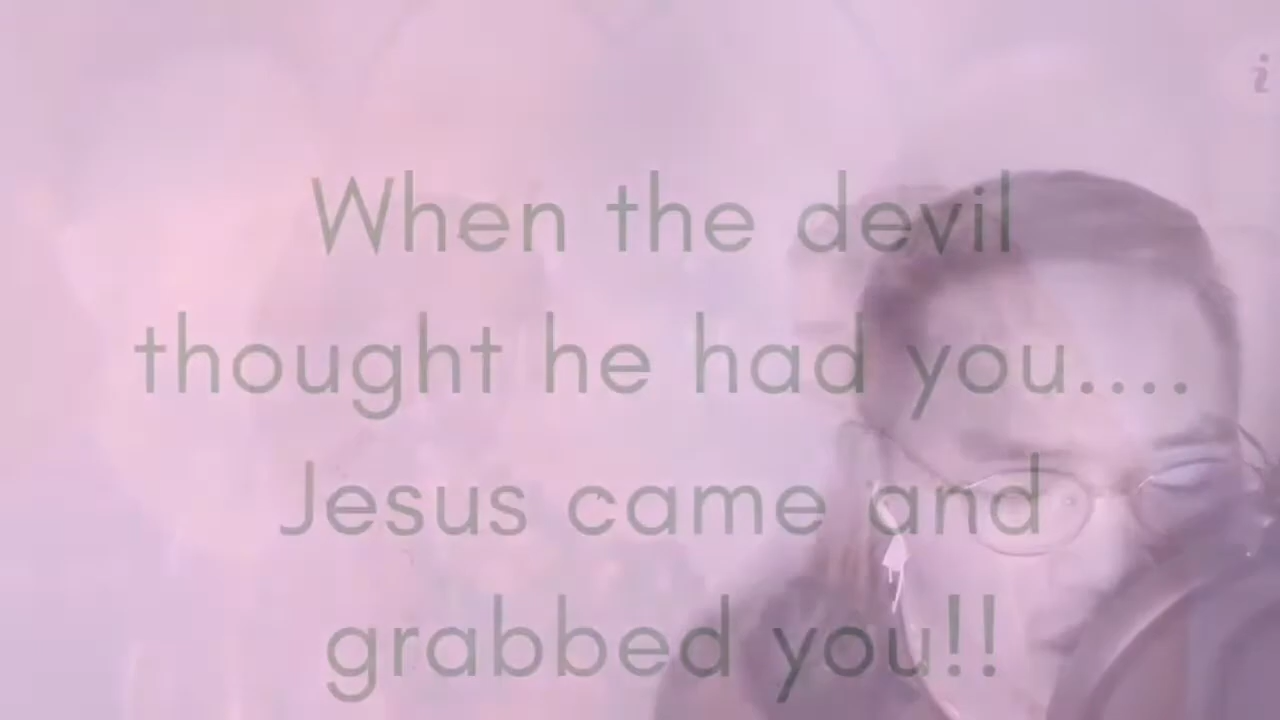 i
When the devil
thought he had you....
Jesus came and
grabbed you!!